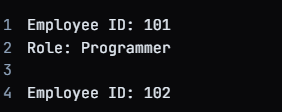 1 Employee ID: 101
2 Role: Programmer
3
4 Employee ID: 102